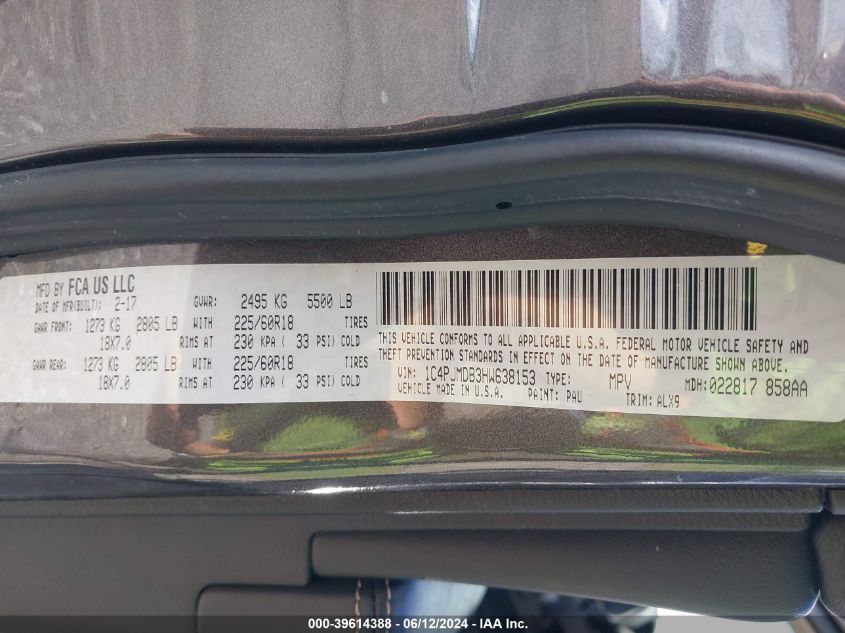 MFD BY FCA US LLC
DATE OF MFR(BUILT): 2-17 GVWR: 2495 KG 5500 LB
GAWR FRONT: 1273 KG 2805 LB WITH 225/60R18 TIRES
18X7.0 RIMS AT 230 KPA ( 33 PSI) COLD
GAWR REAR: 1273 KG 2805 LB WITH 225/60R18 TIRES
18X7.0 RIMS AT 230 KPA ( 33 PSI) COLD
THIS VEHICLE CONFORMS TO ALL APPLICABLE U.S.A. FEDERAL MOTOR VEHICLE SAFETY AND
THEFT PREVENTION STANDARDS IN EFFECT ON THE DATE OF MANUFACTURE SHOWN ABOVE.
VIN: 1C4PJMDB3HW638153 TYPE: MPV MDH: 022817 858AA
VEHICLE MADE IN U.S.A. PAINT: PAU TRIM: ALX9
000-39614388 - 06/12/2024 - IAA Inc.